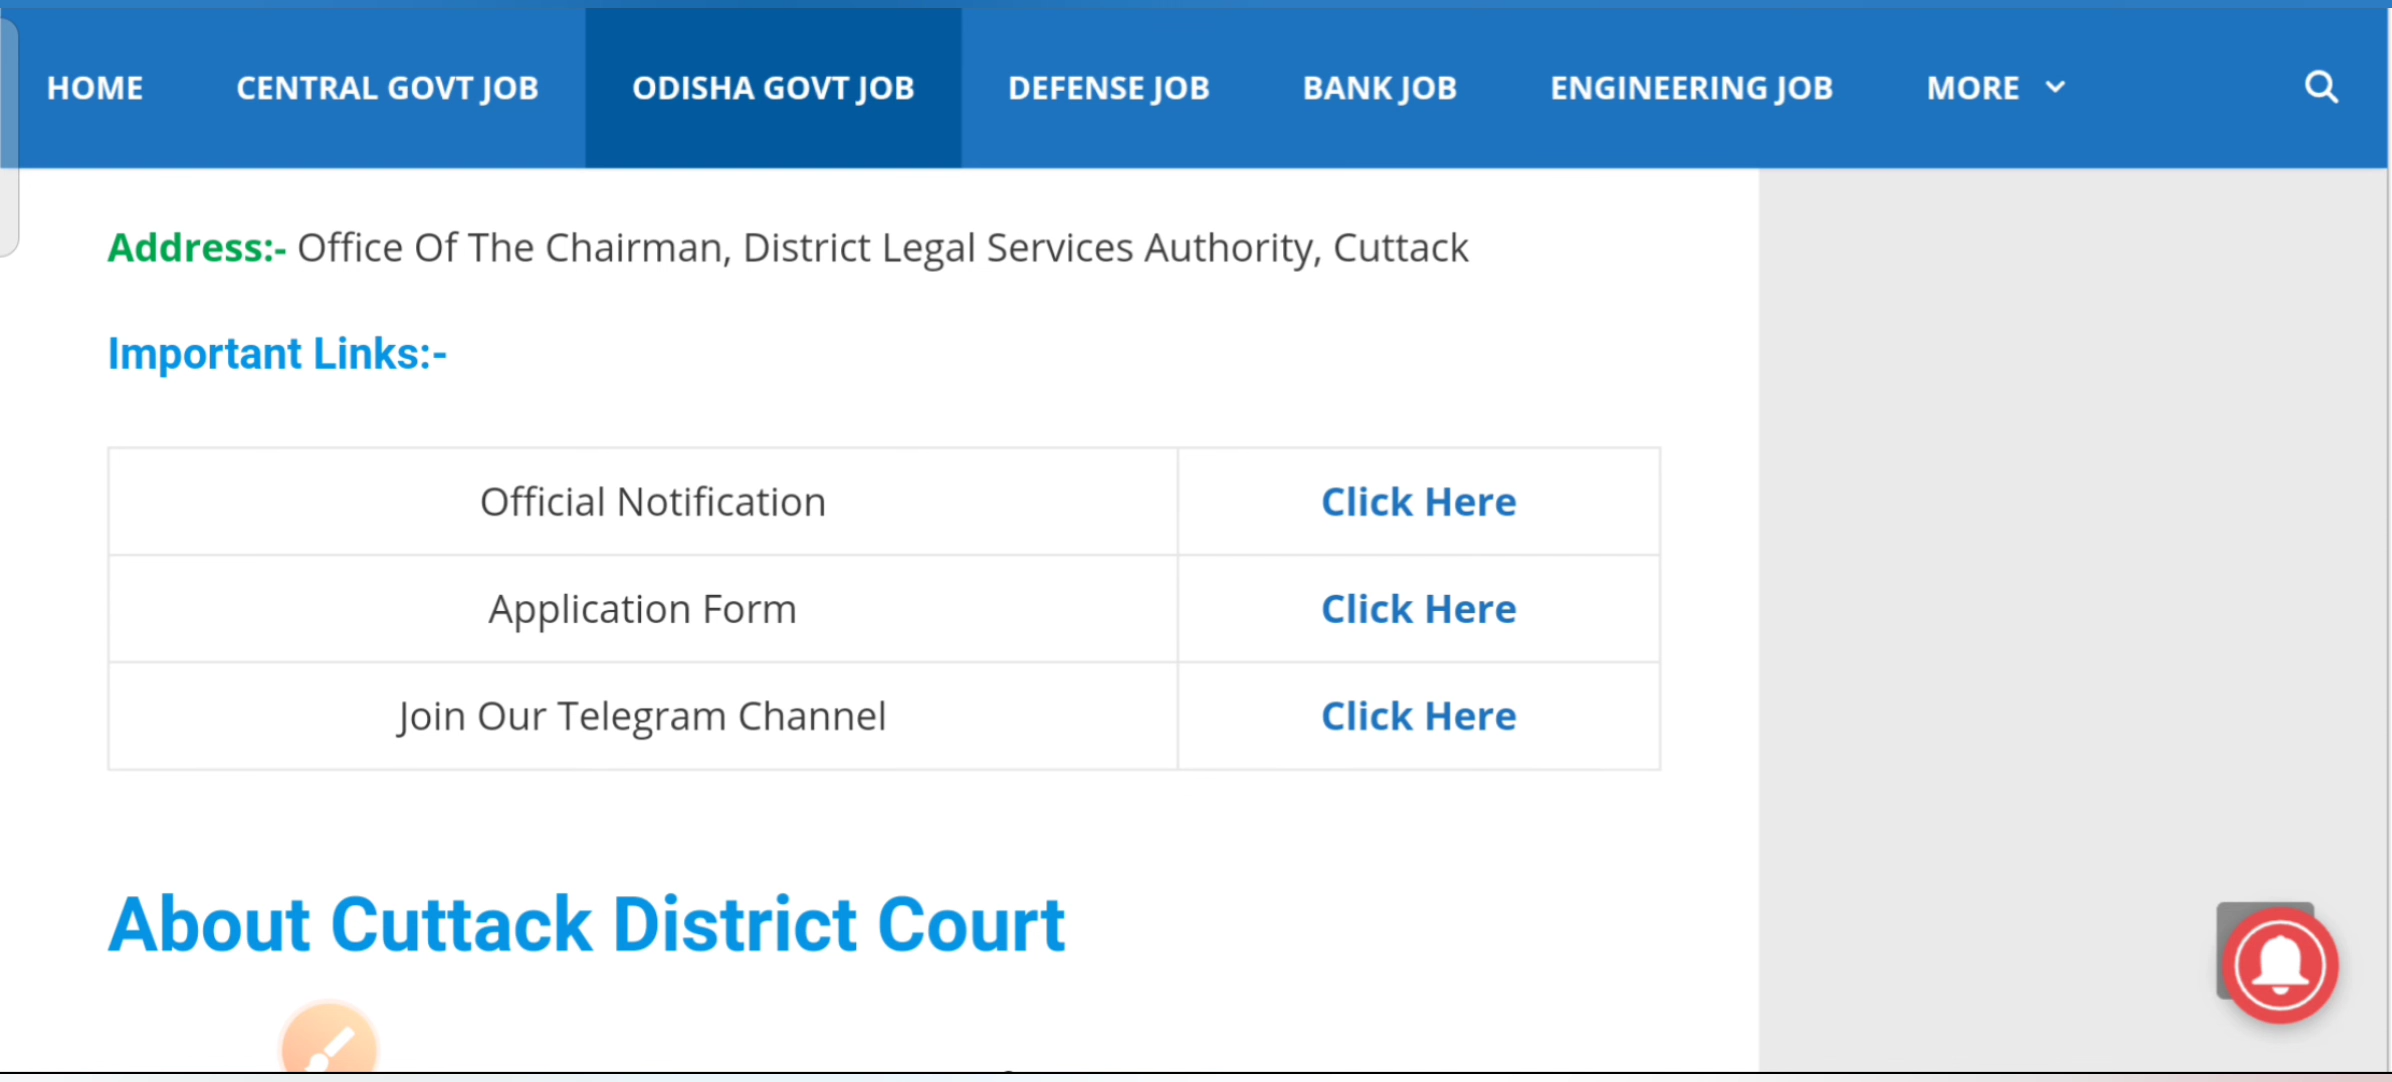 HOME CENTRAL GOVT JOB ODISHA GOVT JOB DEFENSE JOB BANK JOB ENGINEERING JOB MORE
Address:- Office Of The Chairman, District Legal Services Authority, Cuttack
Important Links:-
Official Notification Click Here
Application Form Click Here
Join Our Telegram Channel Click Here
About Cuttack District Court